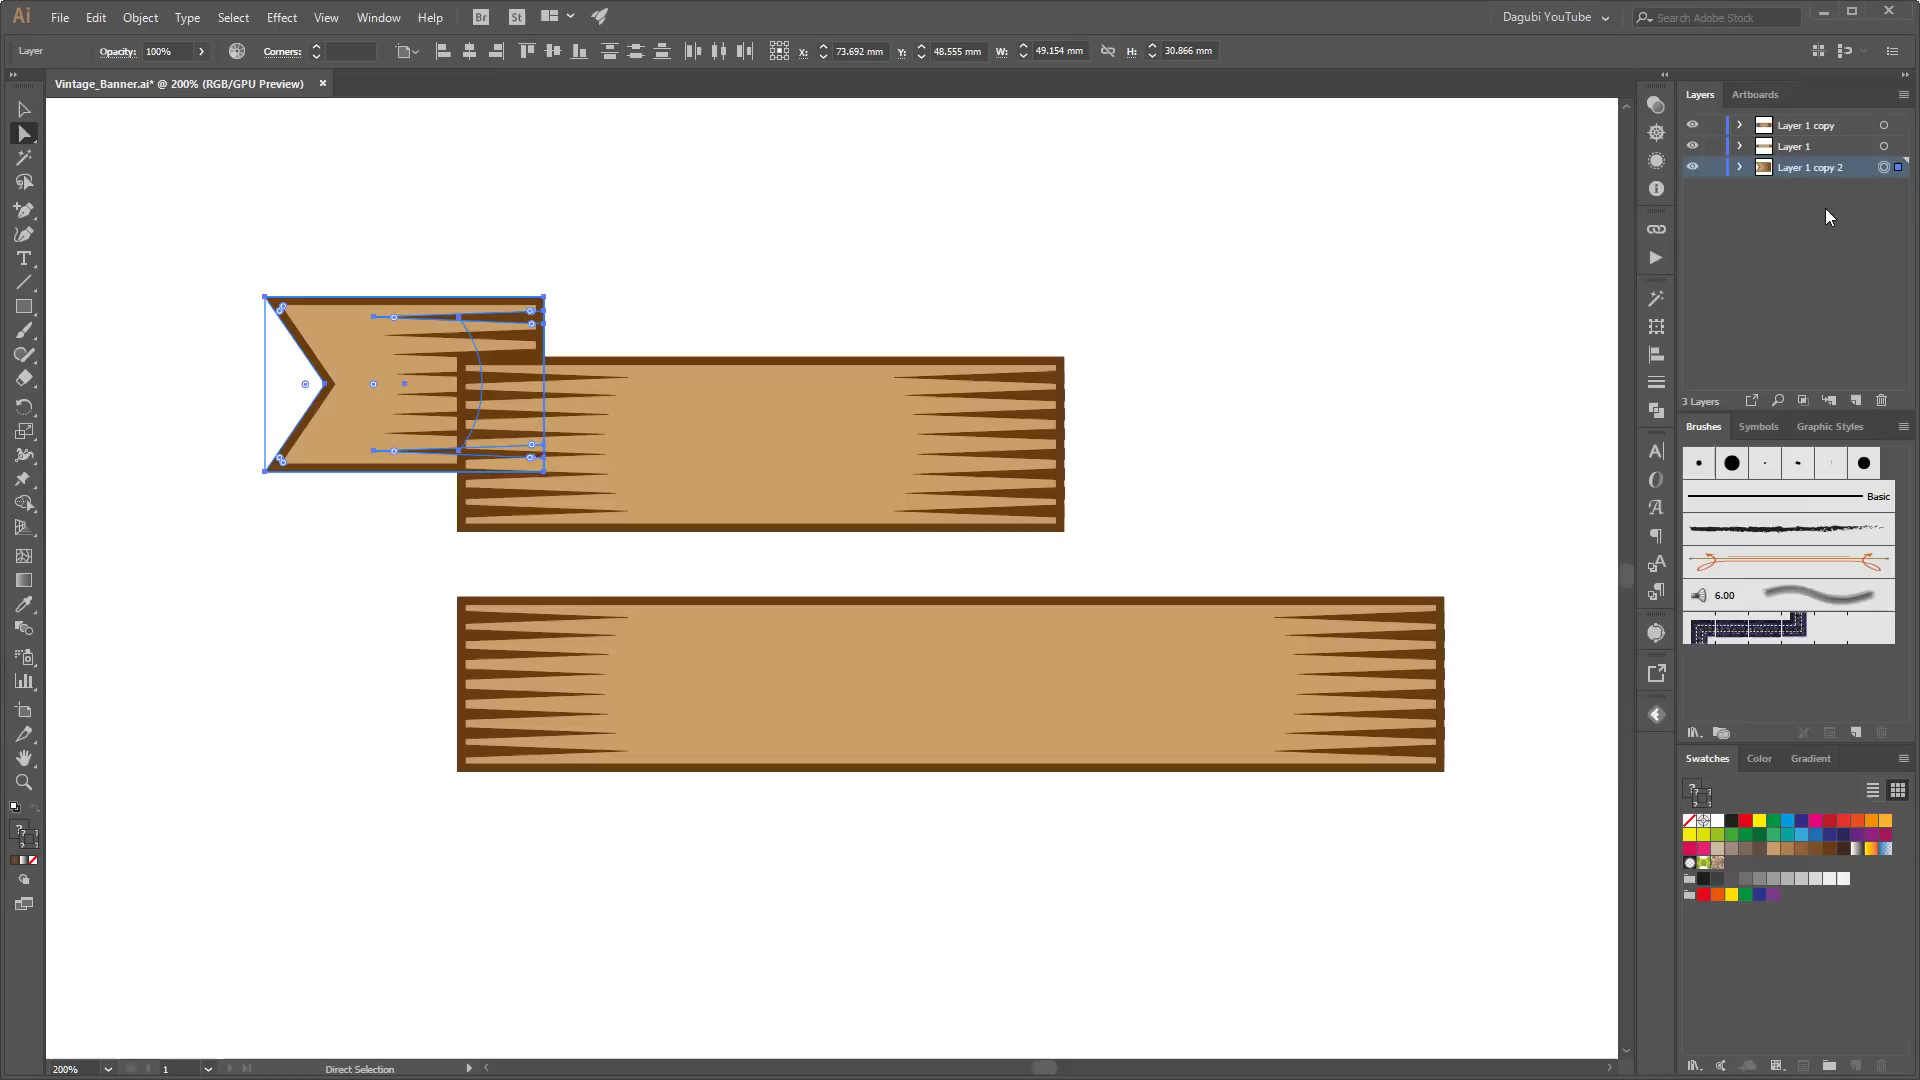 Ai File Edit Object Type Select Effect View Window Help Br St Dagubi YouTube Search Adobe Stock
Layer Opacity: 100% Corners: X: 73.692 mm Y: 48.555 mm W: 49.154 mm H: 30.866 mm
Vintage_Banner.ai* @ 200% (RGB/GPU Preview)
Layers Artboards
Layer 1 copy
Layer 1
Layer 1 copy 2
3 Layers
Brushes Symbols Graphic Styles
Basic
6.00
Swatches Color Gradient
200% 1 Direct Selection